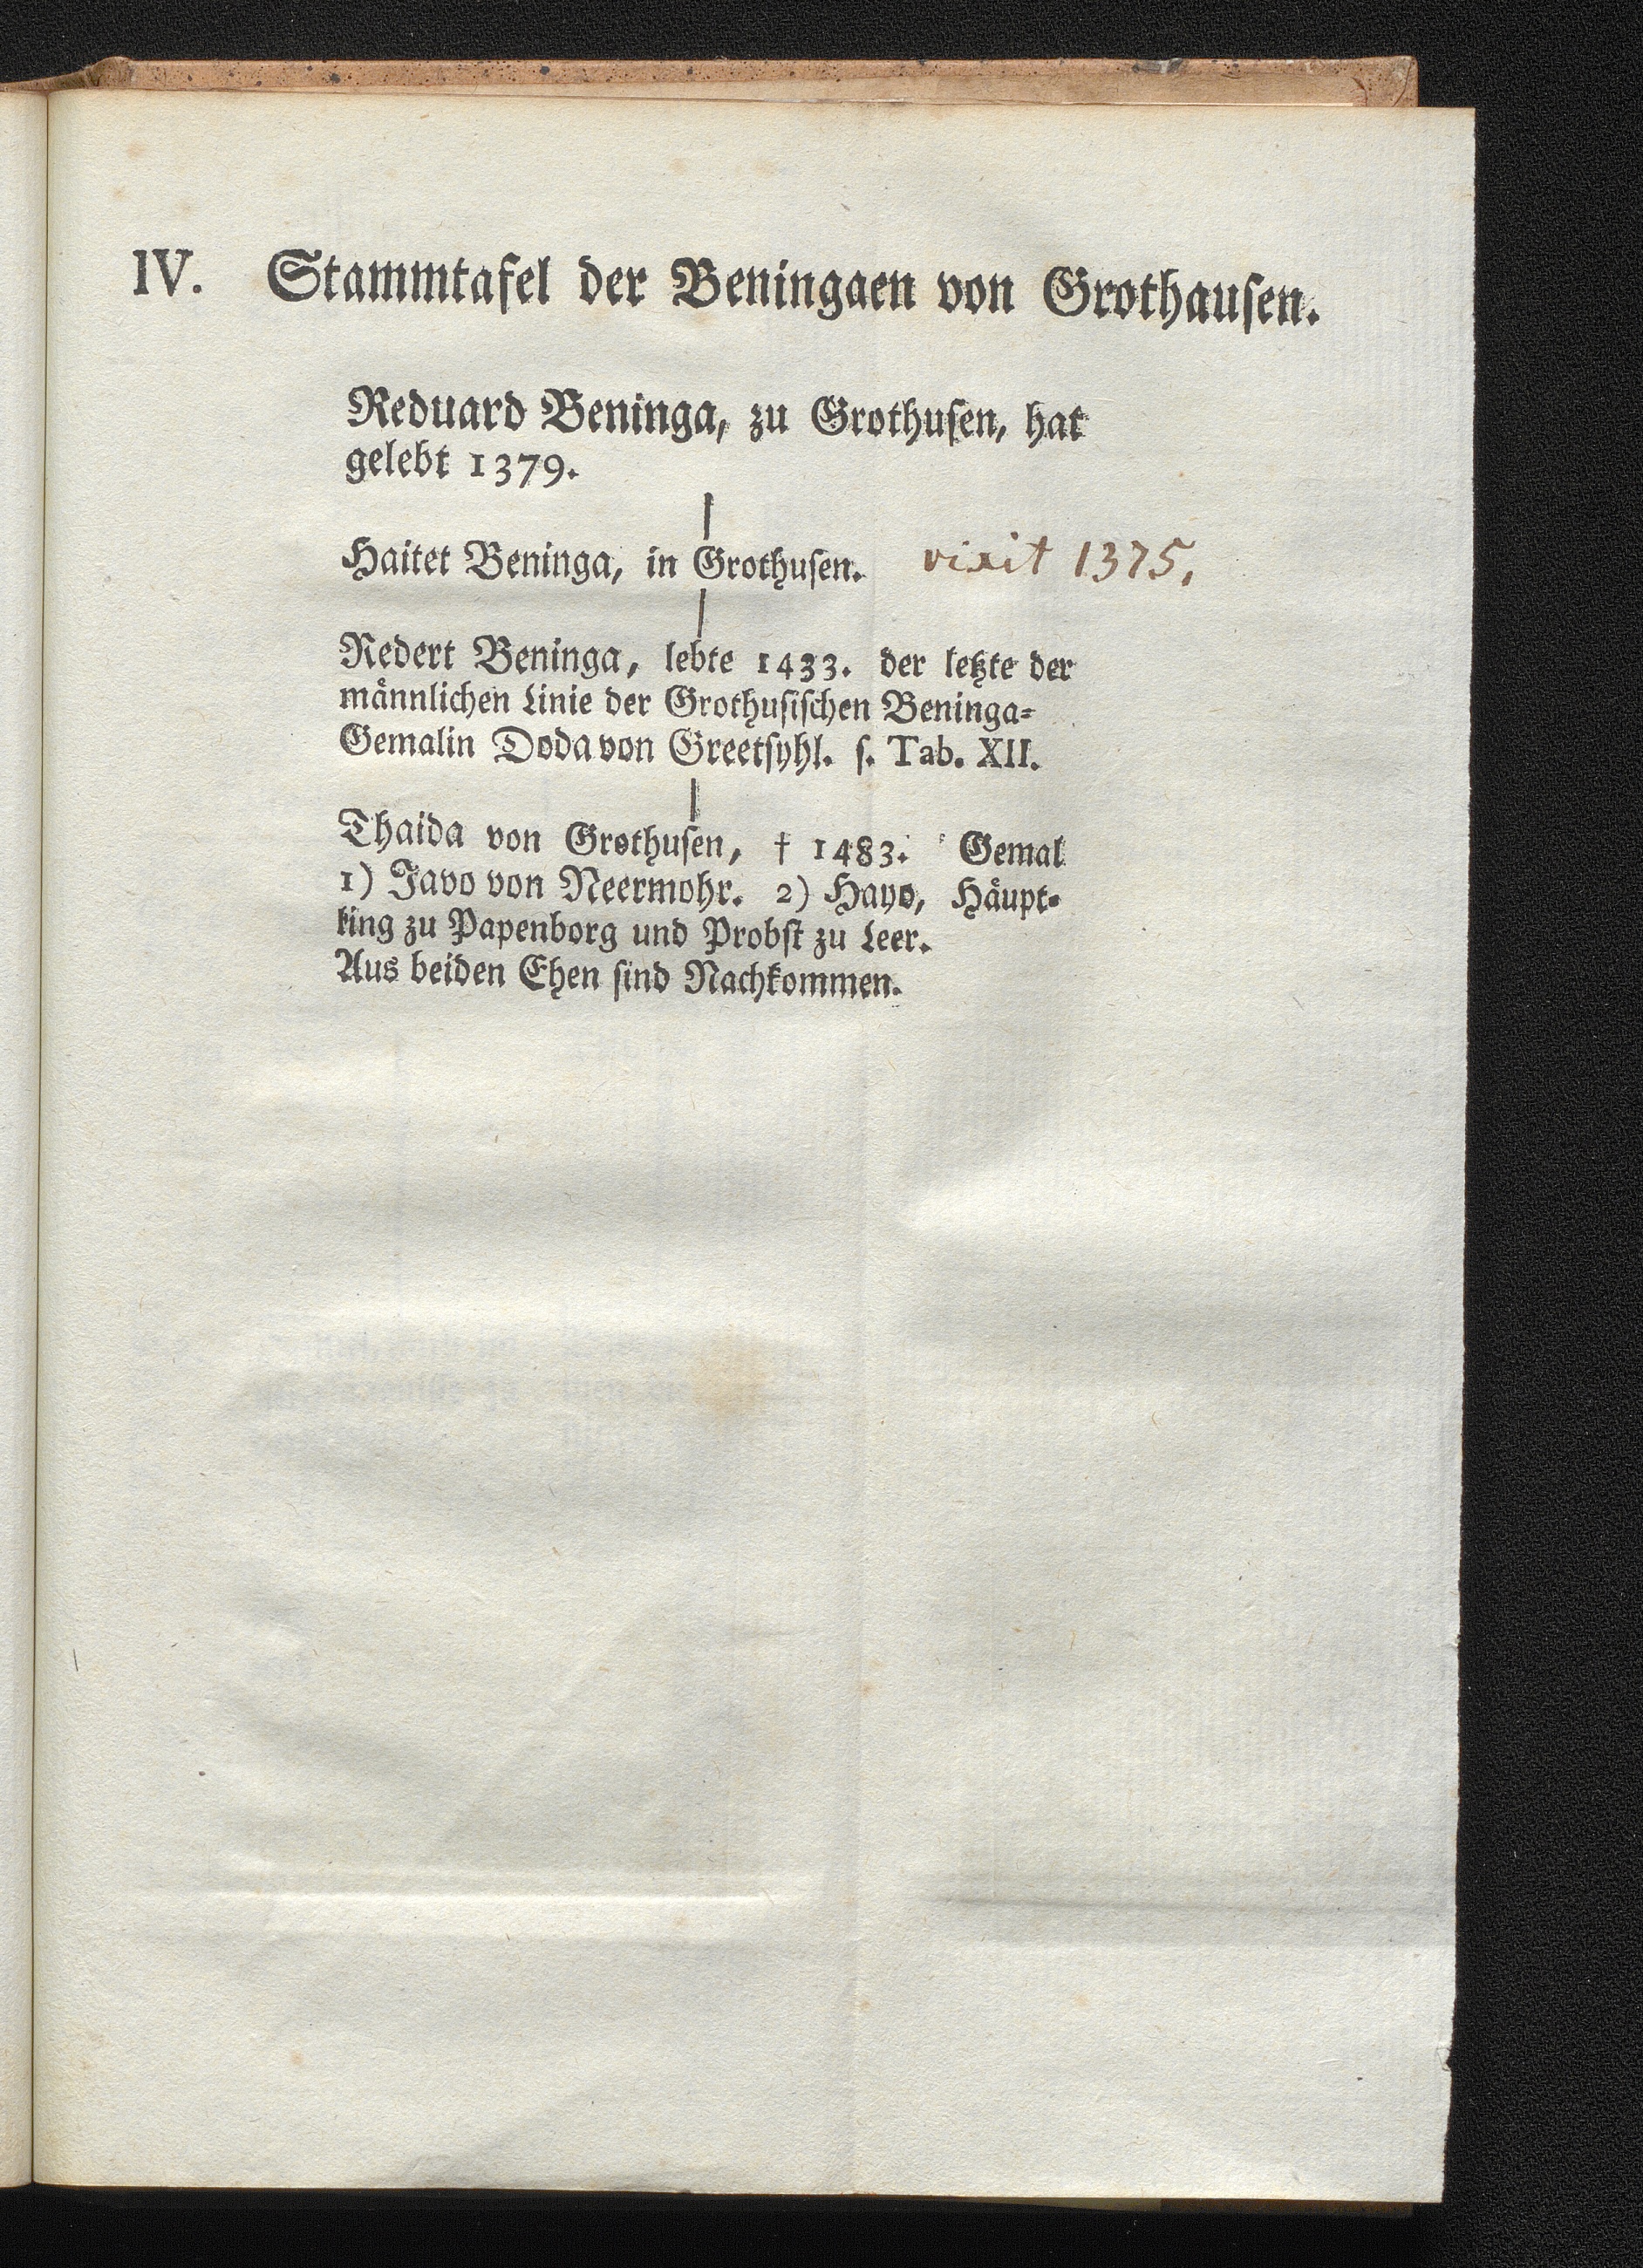 IV. Stammtafel der Beningaen von Grothausen.
Reduard Beninga, zu Grothusen, hat
gelebt 1379.
Haitet Beninga, in Grothusen. vixit 1375.
Redert Beninga, lebte 1433. der letzte der
männlichen Linie der Grothusischen Beninga-
Gemalin Doda von Greetsyhl. s. Tab. XII.
Thaida von Grothusen, † 1483. Gemal
1) Javo von Neermohr. 2) Hayo, Häupt-
ling zu Papenborg und Probst zu Leer.
Aus beiden Ehen sind Nachkommen.